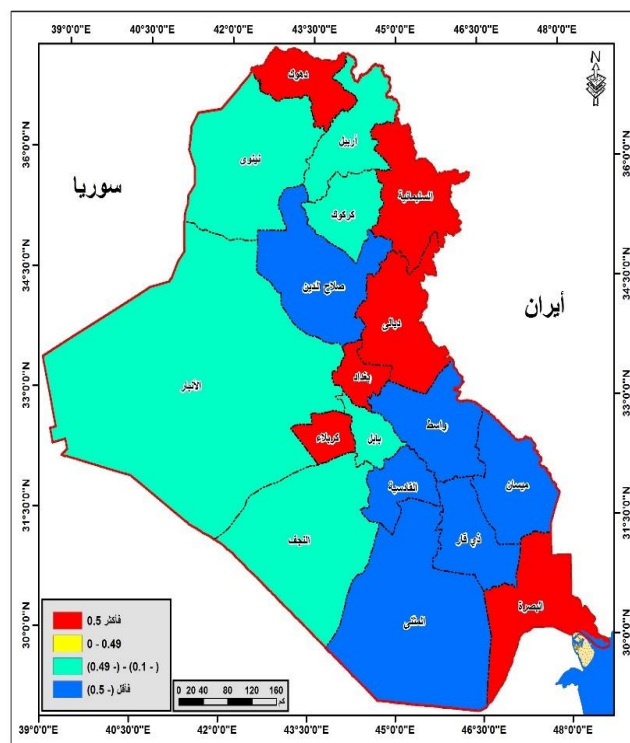 39°0'0"E 40°30'0"E 42°0'0"E 43°30'0"E 45°0'0"E 46°30'0"E 48°0'0"E
N
دهوك
36°0'0"N
36°0'0"N
أربيل
نينوى
سوريا
السليمانية
كركوك
34°30'0"N
34°30'0"N
صلاح الدين
أيران
ديالى
33°0'0"N
33°0'0"N
بغداد
الانبار
واسط
كربلاء
بابل
ميسان
القادسية
31°30'0"N
31°30'0"N
النجف
ذي قار
البصرة
المثنى
30°0'0"N
30°0'0"N
0.5 فأكثر
0 - 0.49
(0.49 -) - (0.1 - )
(0.5 -) فأقل
0 20 40 80 120 160
كم
39°0'0"E 40°30'0"E 42°0'0"E 43°30'0"E 45°0'0"E 46°30'0"E 48°0'0"E